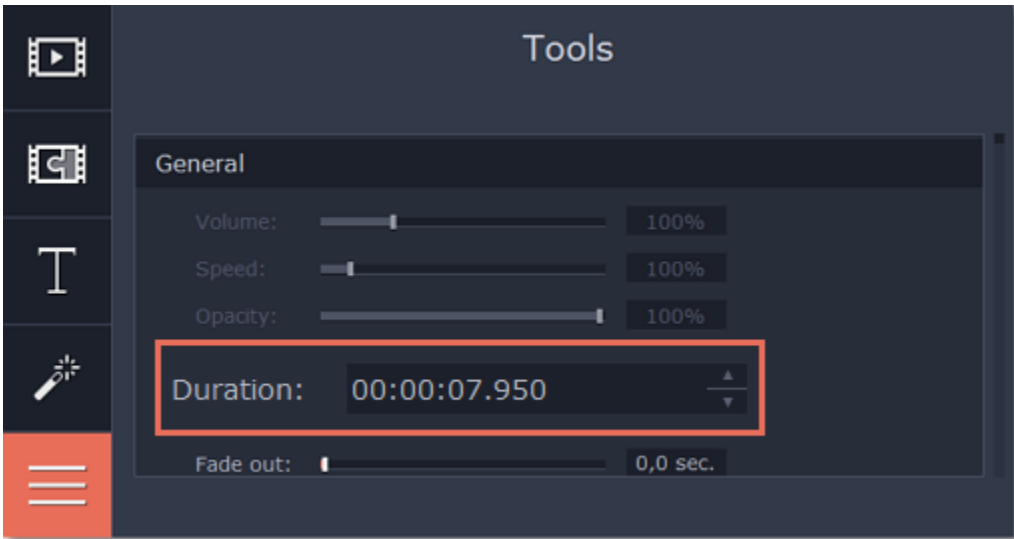 Tools
General
Volume: 100%
Speed: 100%
Opacity: 100%
Duration: 00:00:07.950
Fade out: 0,0 sec.